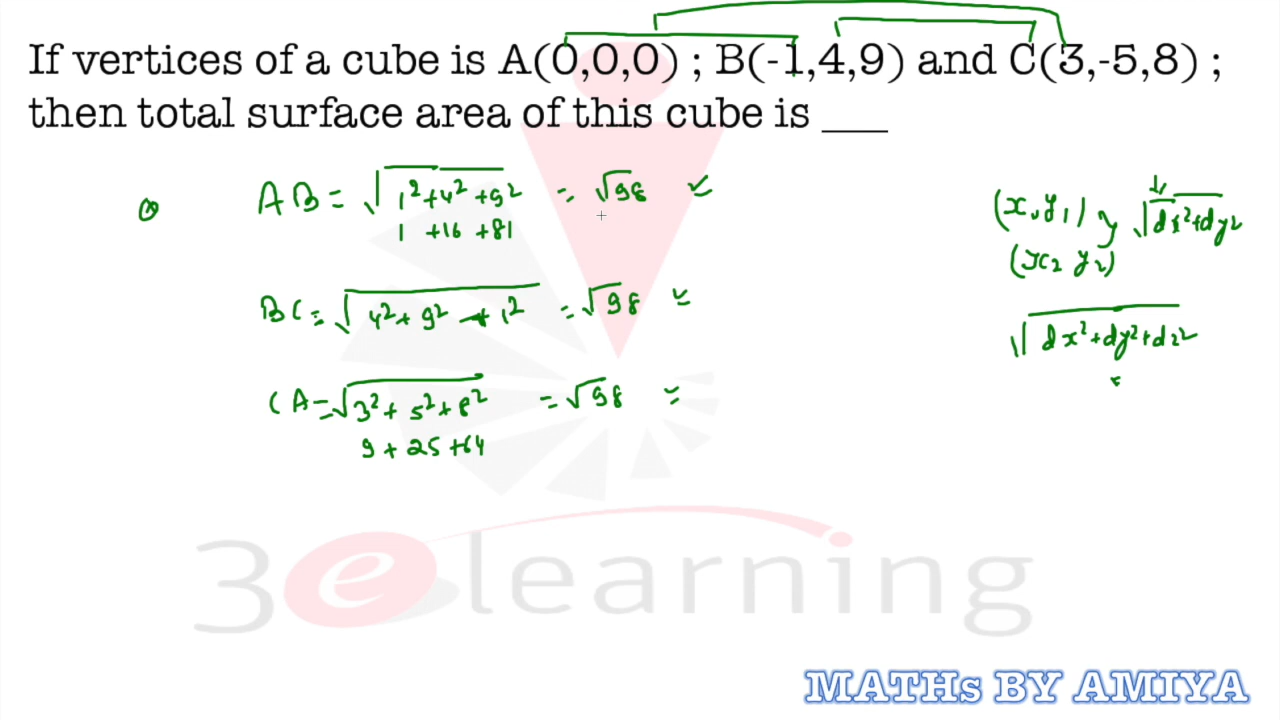 If vertices of a cube is A(0,0,0) ; B(-1,4,9) and C(3,-5,8) ;
then total surface area of this cube is ___
AB = √1²+4²+9² = √98
1 +16 +81
BC = √4²+9²+1² = √98
CA = √3²+5²+8² = √98
9 + 25 +64
(x1 y1) √dx²+dy²
(x2 y2)
√dx²+dy²+dz²
3elearning
MATHs BY AMIYA